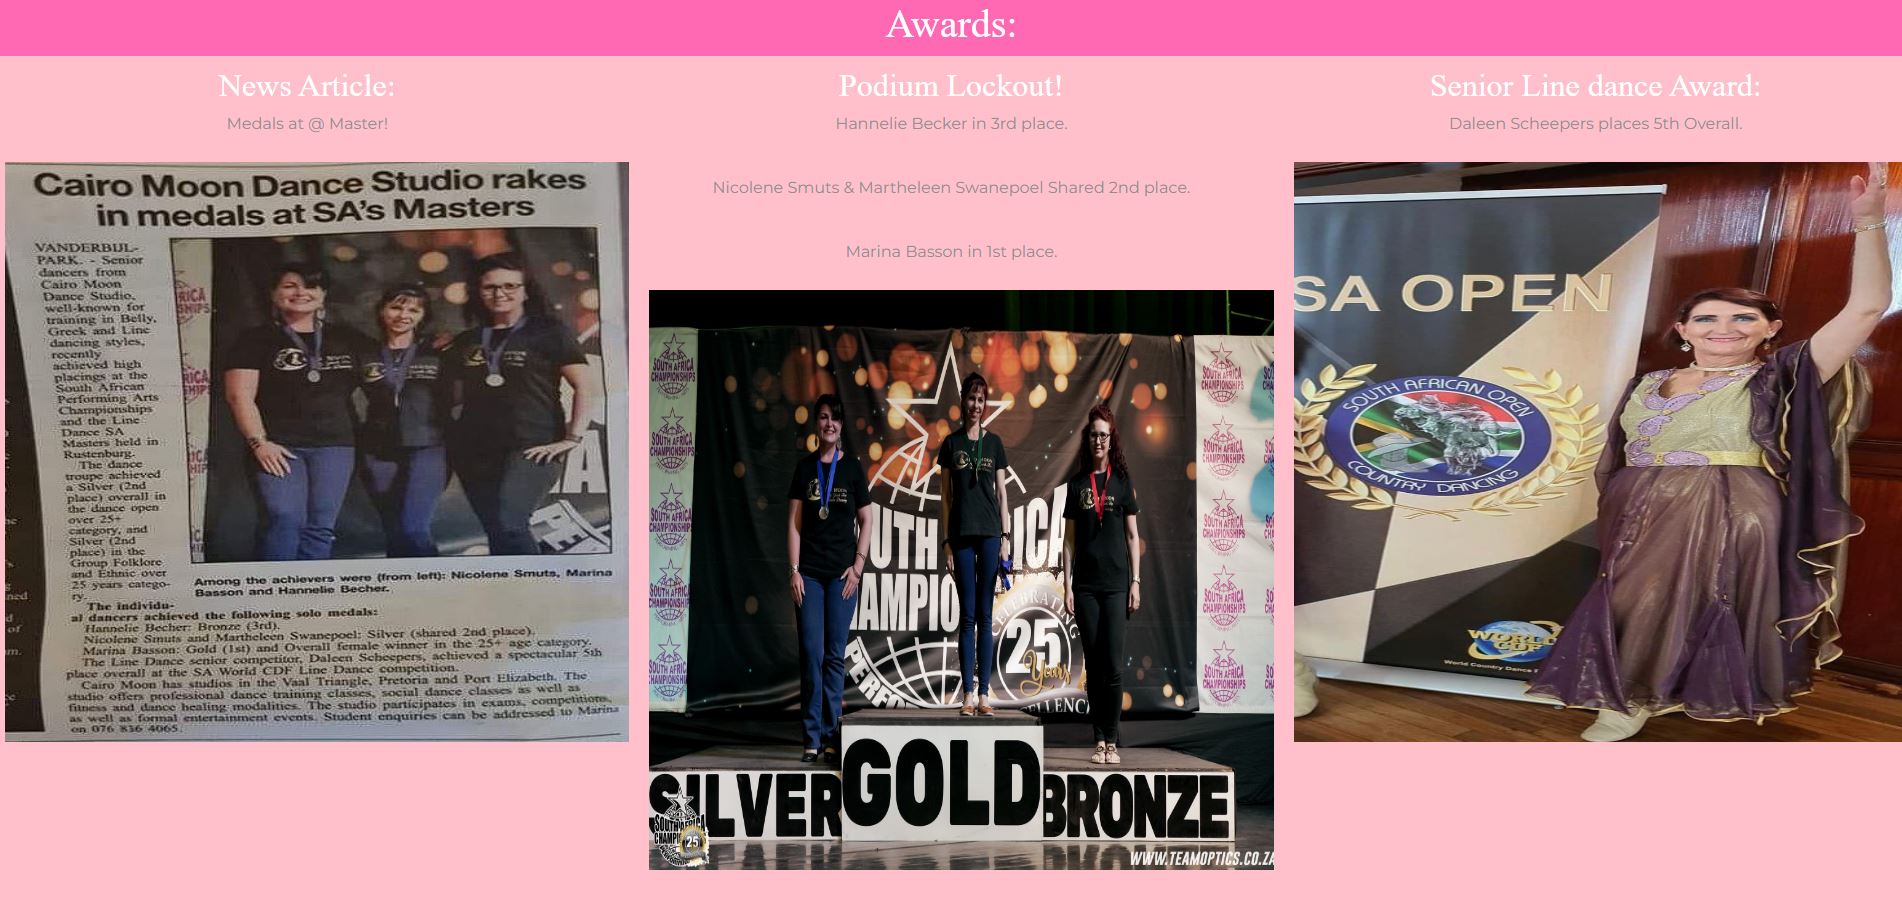 Awards:
News Article:
Medals at @ Master!
Cairo Moon Dance Studio rakes
in medals at SA's Masters
VANDERBIJL-
PARK. - Senior
dancers from
Cairo Moon
Dance Studio,
well-known for
training in Belly,
Greek and Line
dancing styles,
recently
achieved high
placings at the
South African
Performing Arts
Championships
and the Line
Dance SA
Masters held in
Rustenburg.
The dance
troupe achieved
a Silver (2nd
place) overall in
the dance open
over 25+
category, and
Silver (2nd
place) in the
Group Folklore
and Ethnic over
25 years catego-
ry.
The individu-
al dancers achieved the following solo medals:
Hannelie Becher: Bronze (3rd).
Nicolene Smuts and Martheleen Swanepoel: Silver (shared 2nd place).
Marina Basson: Gold (1st) and Overall female winner in the 25+ age category.
The Line Dance senior competitor, Daleen Scheepers, achieved a spectacular 5th
place overall at the SA World CDF Line Dance competition.
Cairo Moon has studios in the Vaal Triangle, Pretoria and Port Elizabeth. The
studio offers professional dance training classes, social dance classes as well as
fitness and dance healing modalities. The studio participates in exams, competitions,
as well as formal entertainment events. Student enquiries can be addressed to Marina
on 076 836 4065.
Among the achievers were (from left): Nicolene Smuts, Marina
Basson and Hannelie Becher.
Podium Lockout!
Hannelie Becker in 3rd place.
Nicolene Smuts & Martheleen Swanepoel Shared 2nd place.
Marina Basson in 1st place.
SOUTH AFRICA
CHAMPIONSHIPS
CELEBRATING
25
Years
SILVER
GOLD
BRONZE
WWW.TEAMOPTICS.CO.ZA
Senior Line dance Award:
Daleen Scheepers places 5th Overall.
SA OPEN
SOUTH AFRICAN OPEN
COUNTRY DANCING
WORLD
CDF
World Country Dance